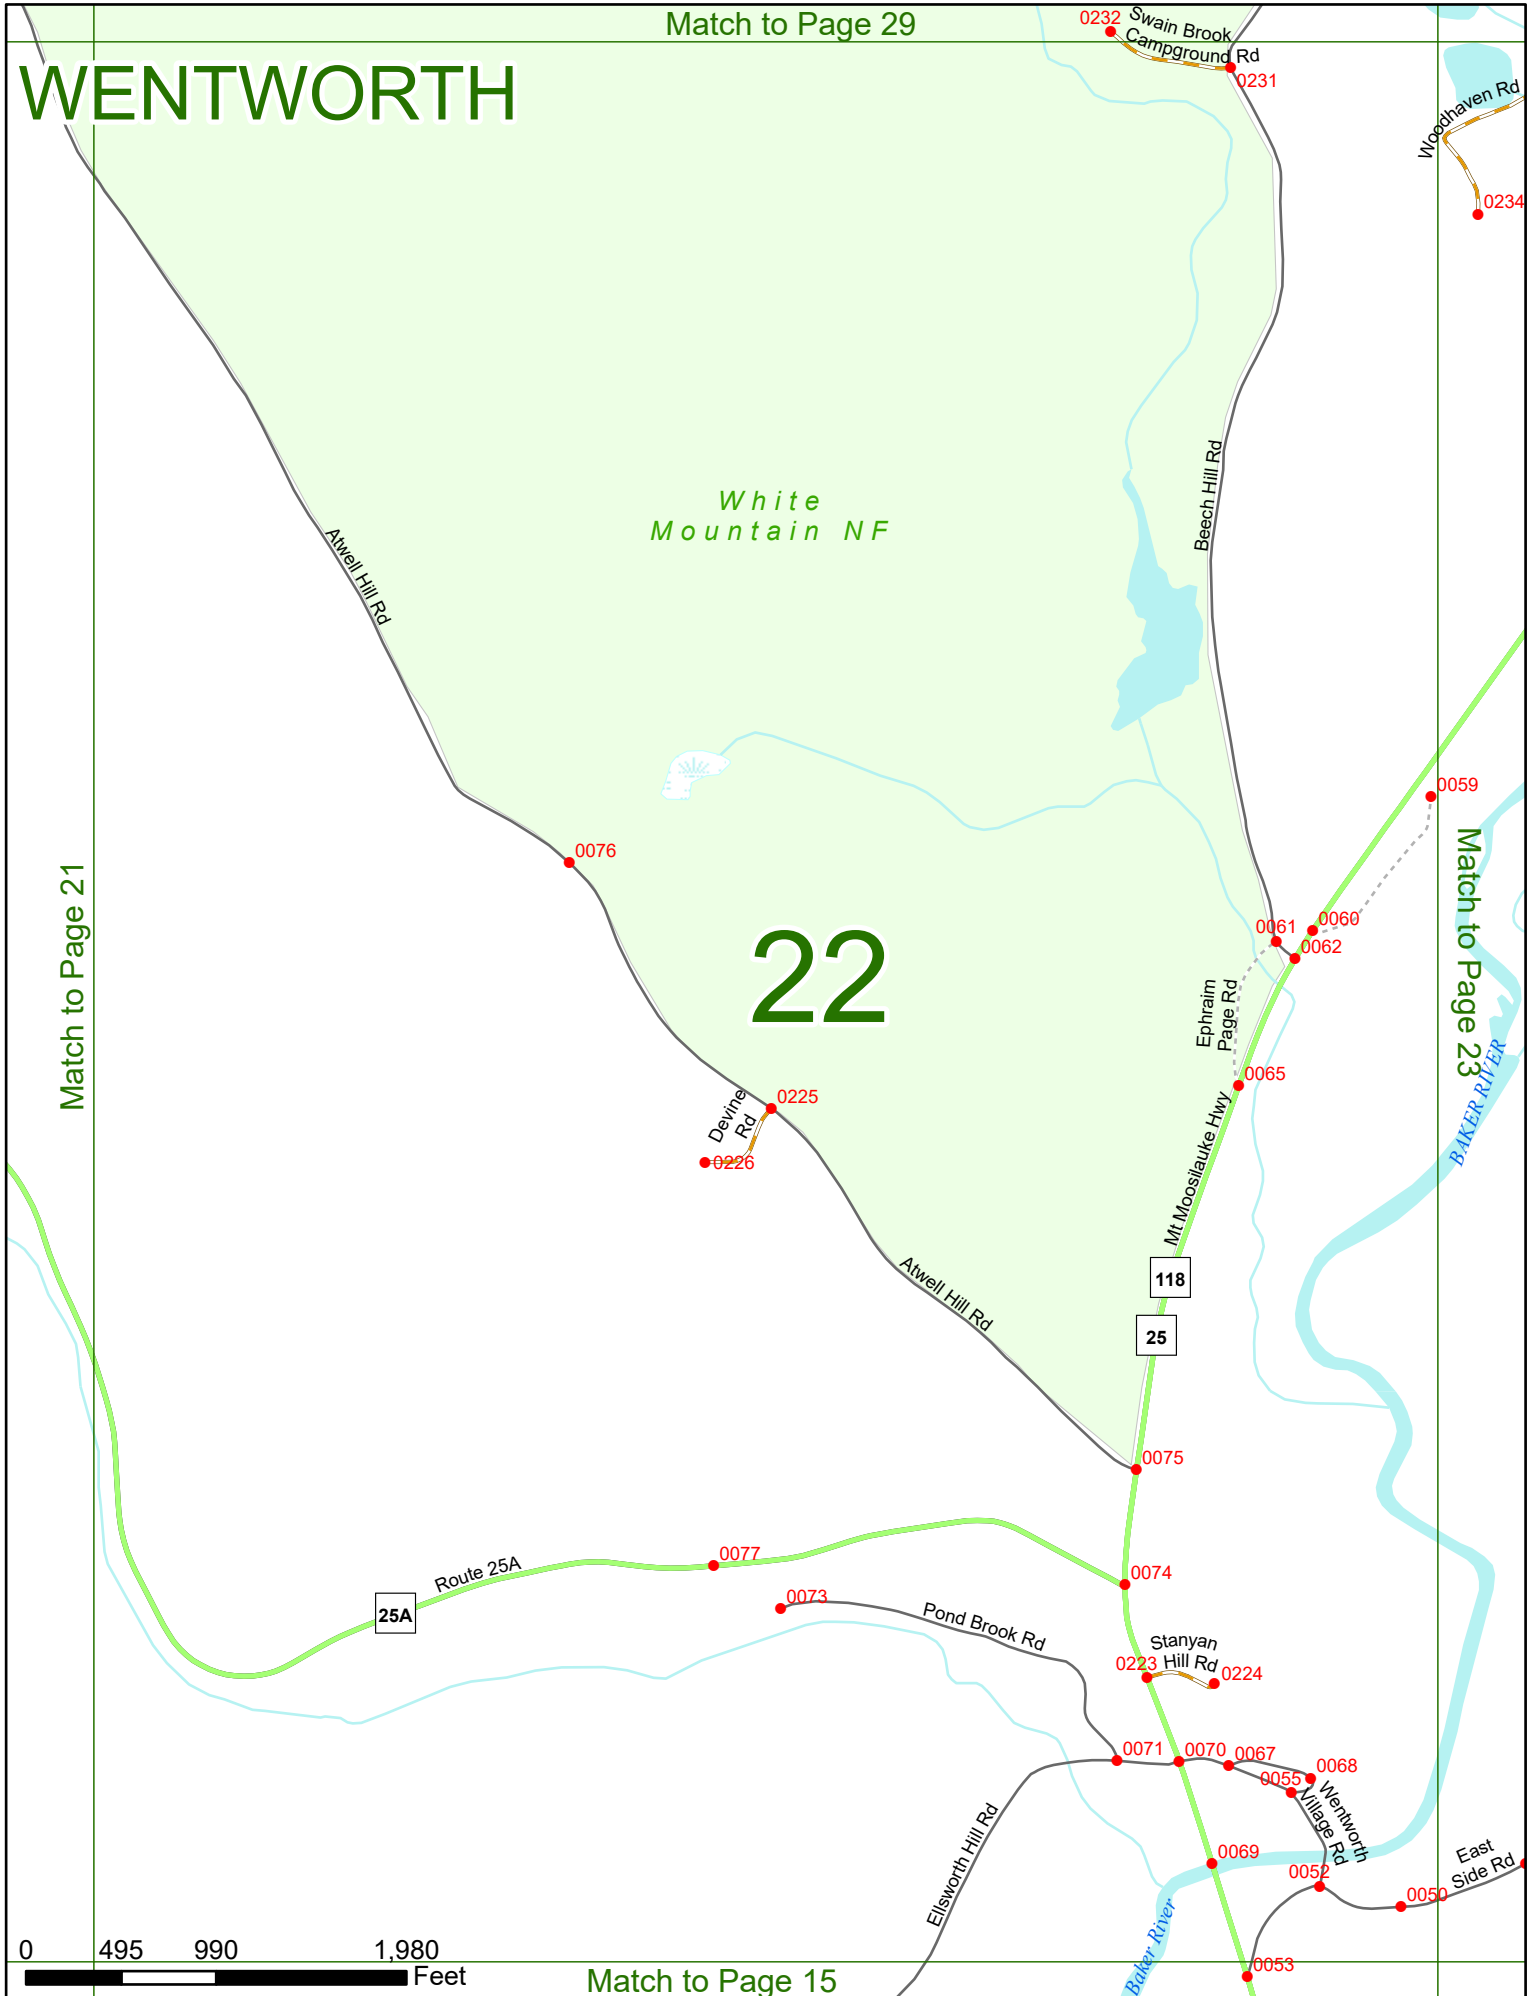 Match to Page 29
WENTWORTH
0232
Swain Brook
Campground Rd
0231
Woodhaven Rd
0234
White
Mountain NF
Beech Hill Rd
Atwell Hill Rd
0059
Match to Page 21
Match to Page 23
0076
22
0060
0061
0062
Ephraim
Page Rd
BAKER RIVER
0065
Devine
Rd
0225
0226
Mt Moosilauke Hwy
118
25
Atwell Hill Rd
0075
0077
Route 25A
25A
0074
0073
Pond Brook Rd
Stanyan
Hill Rd
0223
0224
0071
0070
0067
0068
0055
Wentworth
Village Rd
Ellsworth Hill Rd
0069
East
Side Rd
0052
0050
Baker River
0053
0 495 990 1,980
Feet
Match to Page 15